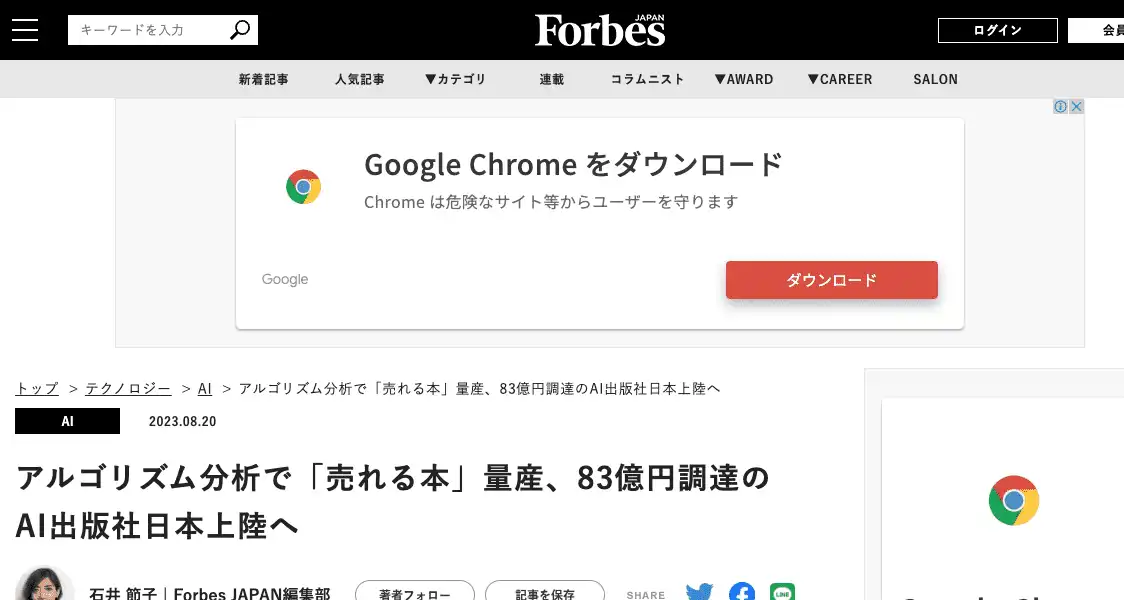 キーワードを入力
Forbes JAPAN
ログイン
会員
新着記事 人気記事 ▼カテゴリ 連載 コラムニスト ▼AWARD ▼CAREER SALON
Google Chrome をダウンロード
Chrome は危険なサイト等からユーザーを守ります
Google
ダウンロード
トップ > テクノロジー > AI > アルゴリズム分析で「売れる本」量産、83億円調達のAI出版社日本上陸へ
AI 2023.08.20
アルゴリズム分析で「売れる本」量産、83億円調達の
AI出版社日本上陸へ
石井 節子 | Forbes JAPAN編集部
著者フォロー
記事を保存
SHARE
LINE